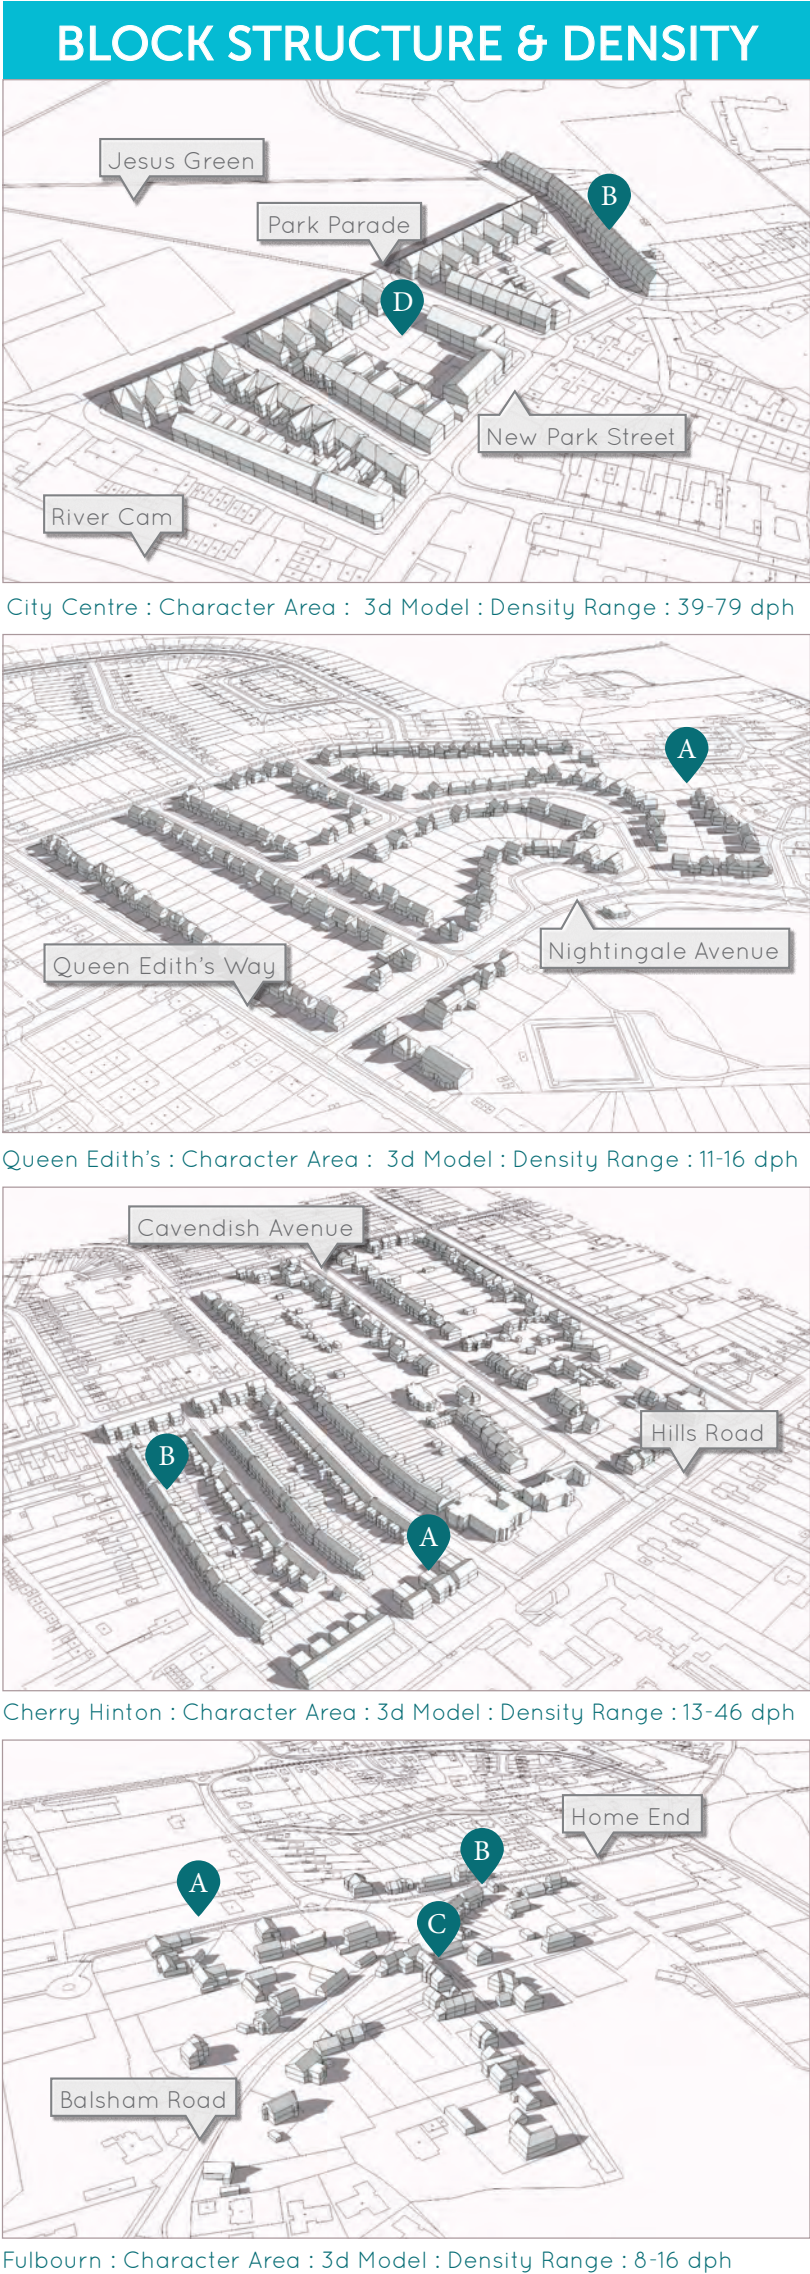 BLOCK STRUCTURE & DENSITY
Jesus Green
B
Park Parade
D
New Park Street
River Cam
City Centre : Character Area : 3d Model : Density Range : 39-79 dph
A
Nightingale Avenue
Queen Edith's Way
Queen Edith's : Character Area : 3d Model : Density Range : 11-16 dph
Cavendish Avenue
Hills Road
B
A
Cherry Hinton : Character Area : 3d Model : Density Range : 13-46 dph
Home End
B
A
C
Balsham Road
Fulbourn : Character Area : 3d Model : Density Range : 8-16 dph